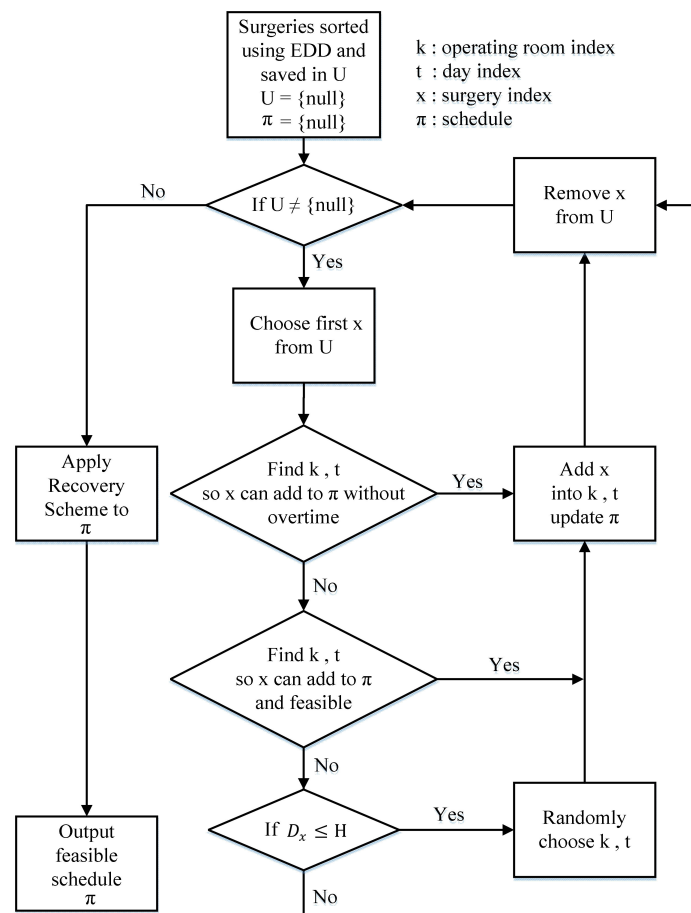 Surgeries sorted
using EDD and
saved in U
U = {null}
π = {null}
k : operating room index
t : day index
x : surgery index
π : schedule
No
If U ≠ {null}
Remove x
from U
Yes
Choose first x
from U
Find k , t
so x can add to π without
overtime
Yes
Add x
into k , t
update π
Apply
Recovery
Scheme to
π
No
Find k , t
so x can add to π
and feasible
Yes
No
If D_x ≤ H
Yes
Randomly
choose k , t
Output
feasible
schedule
π
No